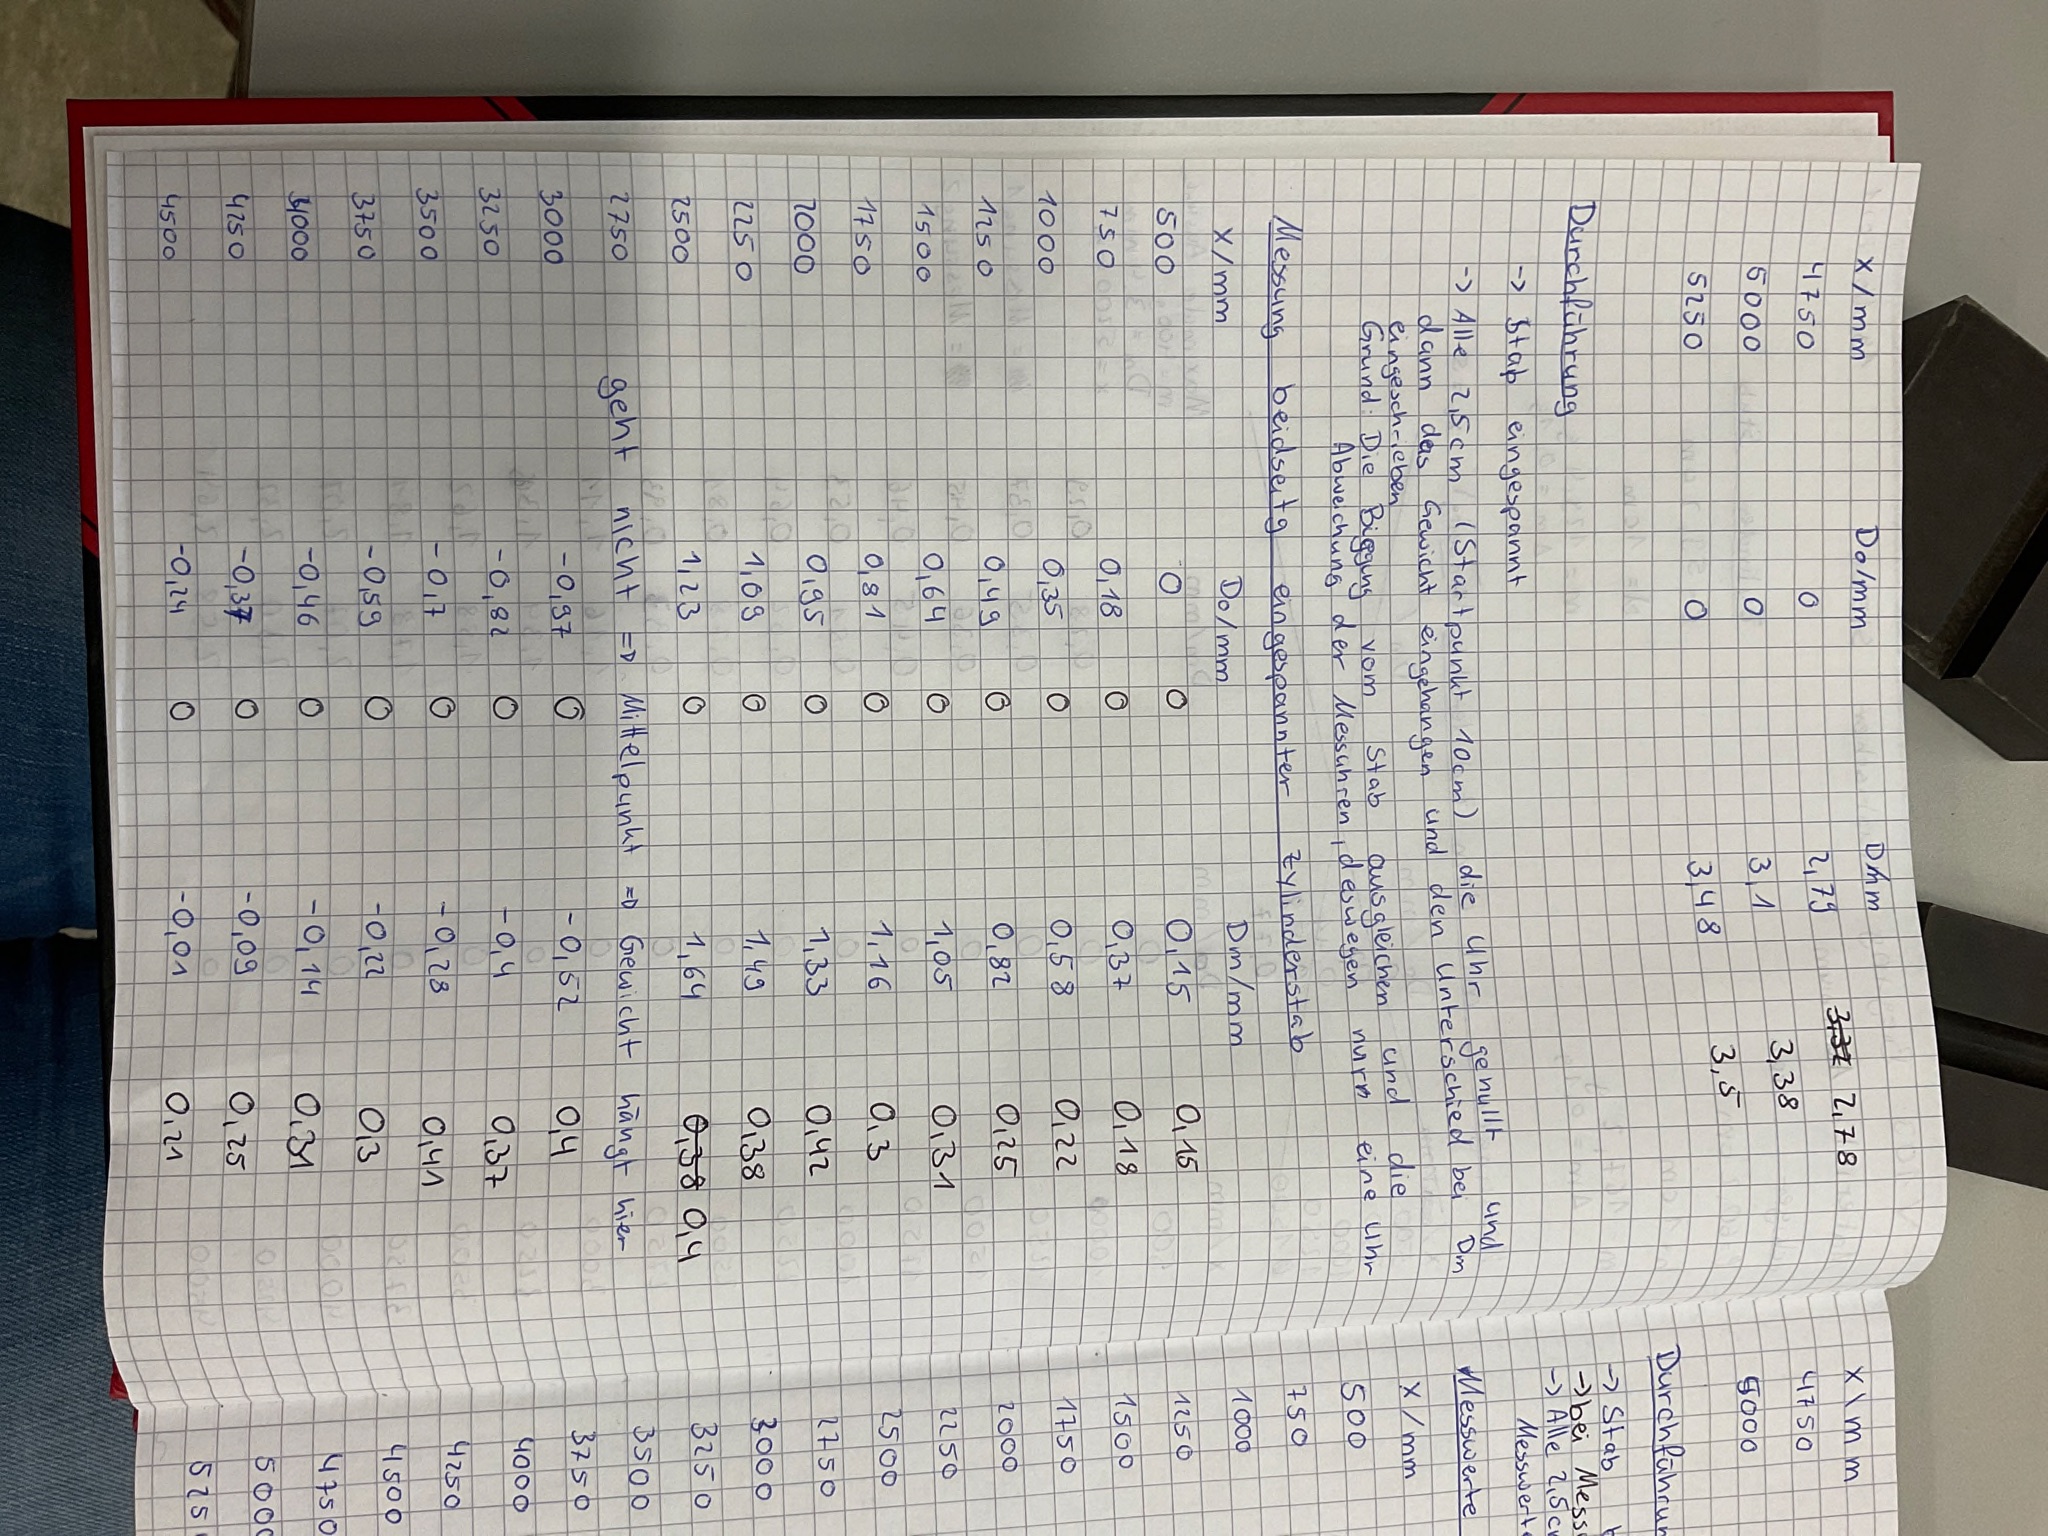 X/mm Do/mm D/mm
4750 0 2,79 3,32 2,78
5000 0 3,1 3,38
5250 0 3,48 3,5
Durchführung
-> Stab eingespannt
-> Alle 2,5cm (Startpunkt 10cm) die Uhr genullt und
dann das Gewicht eingehangen und den Unterschied bei Dm
eingeschrieben
Grund: Die Biegung vom Stab ausgleichen und die
Abweichung der Messuhren, deswegen nurn eine Uhr
Messung beidseitg eingespannter Zylinderstab
X/mm Do/mm Dm/mm
500 0 0 0,15 0,15
750 0,18 0 0,37 0,18
1000 0,35 0 0,58 0,22
1250 0,49 0 0,82 0,25
1500 0,64 0 1,05 0,31
1750 0,81 0 1,16 0,3
2000 0,95 0 1,33 0,42
2250 1,09 0 1,49 0,38
2500 1,23 0 1,64 0,38 0,4
2750 geht nicht => Mittelpunkt => Gewicht hängt hier
3000 -0,97 0 -0,52 0,4
3250 -0,82 0 -0,4 0,37
3500 -0,7 0 -0,28 0,41
3750 -0,59 0 -0,22 0,3
4000 -0,46 0 -0,14 0,31
4250 -0,37 0 -0,09 0,25
4500 -0,24 0 -0,01 0,21
X\mm
4750
5000
Durchführun
-> Stab
-> bei Mess
-> Alle 2,5c
Messwert
Messwerte
X/mm
500
750
1000
1250
1500
1750
2000
2250
2500
2750
3000
3250
3500
3750
4000
4250
4500
4750
5000
525